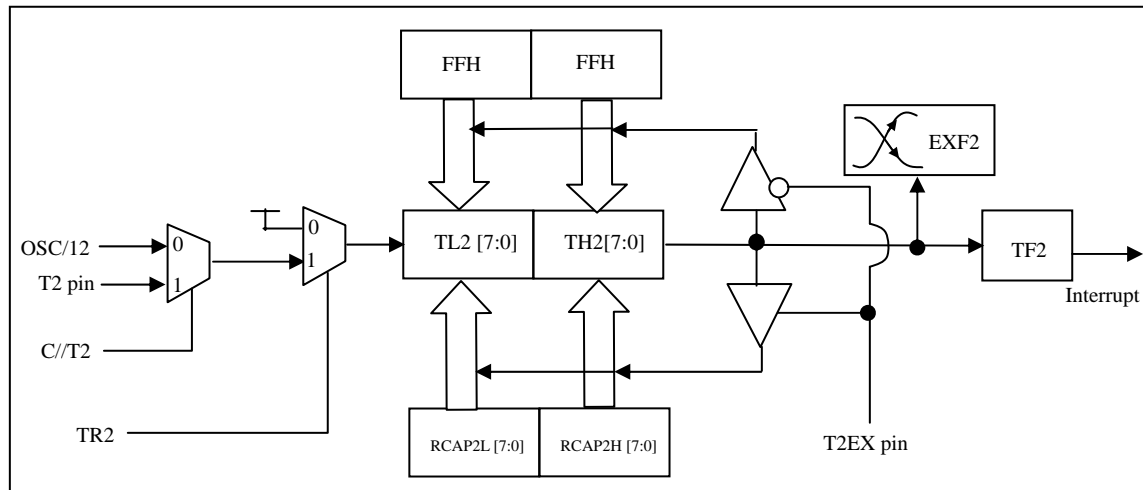 FFH FFH
EXF2
0
OSC/12 0
TL2 [7:0] TH2[7:0]
1 TF2
T2 pin 1
Interrupt
C//T2
TR2
RCAP2L [7:0] RCAP2H [7:0]
T2EX pin